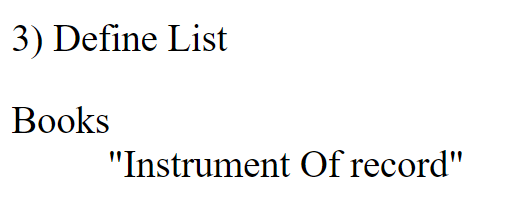 3) Define List
Books
"Instrument Of record"